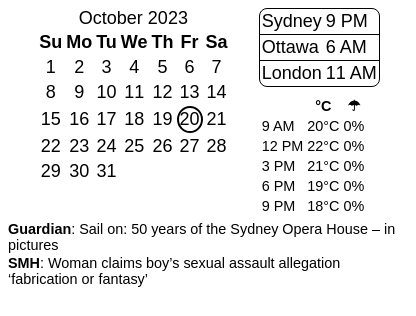 October 2023
Su Mo Tu We Th Fr Sa
1 2 3 4 5 6 7
8 9 10 11 12 13 14
15 16 17 18 19 20 21
22 23 24 25 26 27 28
29 30 31
Sydney 9 PM
Ottawa 6 AM
London 11 AM
°C ☂
9 AM 20°C 0%
12 PM 22°C 0%
3 PM 21°C 0%
6 PM 19°C 0%
9 PM 18°C 0%
Guardian: Sail on: 50 years of the Sydney Opera House – in
pictures
SMH: Woman claims boy’s sexual assault allegation
‘fabrication or fantasy’